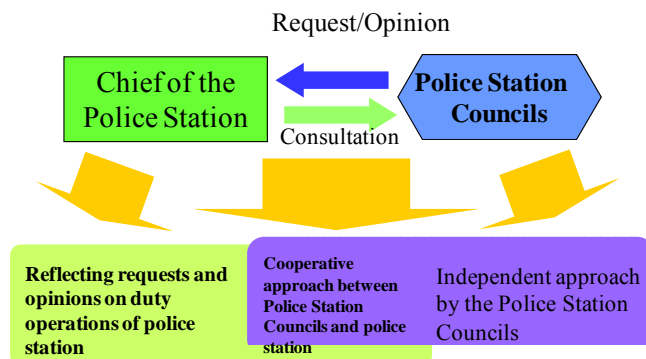 Request/Opinion
Chief of the
Police Station
Police Station
Councils
Consultation
Reflecting requests and
opinions on duty
operations of police
station
Cooperative
approach between
Police Station
Councils and police
station
Independent approach
by the Police Station
Councils